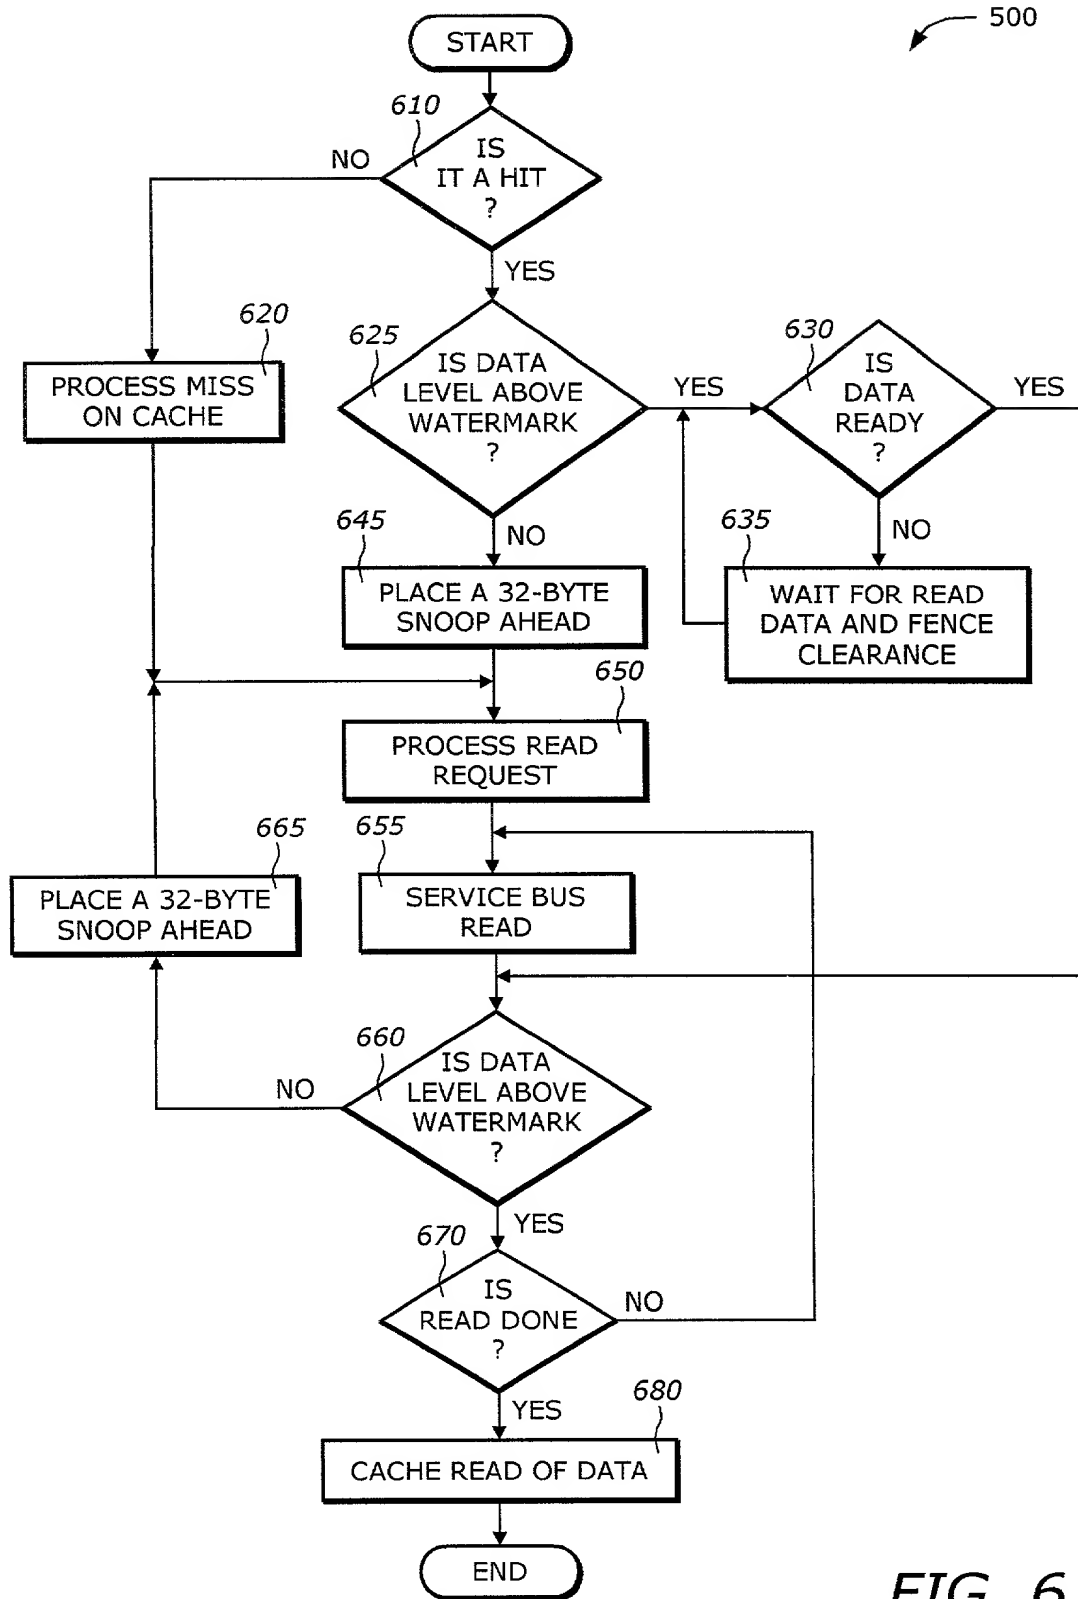 500
START
610
IS
IT A HIT
?
NO
YES
620
PROCESS MISS
ON CACHE
625
IS DATA
LEVEL ABOVE
WATERMARK
?
YES
630
IS
DATA
READY
?
YES
NO
645
PLACE A 32-BYTE
SNOOP AHEAD
NO
635
WAIT FOR READ
DATA AND FENCE
CLEARANCE
650
PROCESS READ
REQUEST
665
PLACE A 32-BYTE
SNOOP AHEAD
655
SERVICE BUS
READ
660
IS DATA
LEVEL ABOVE
WATERMARK
?
NO
YES
670
IS
READ DONE
?
NO
YES
680
CACHE READ OF DATA
END
FIG. 6